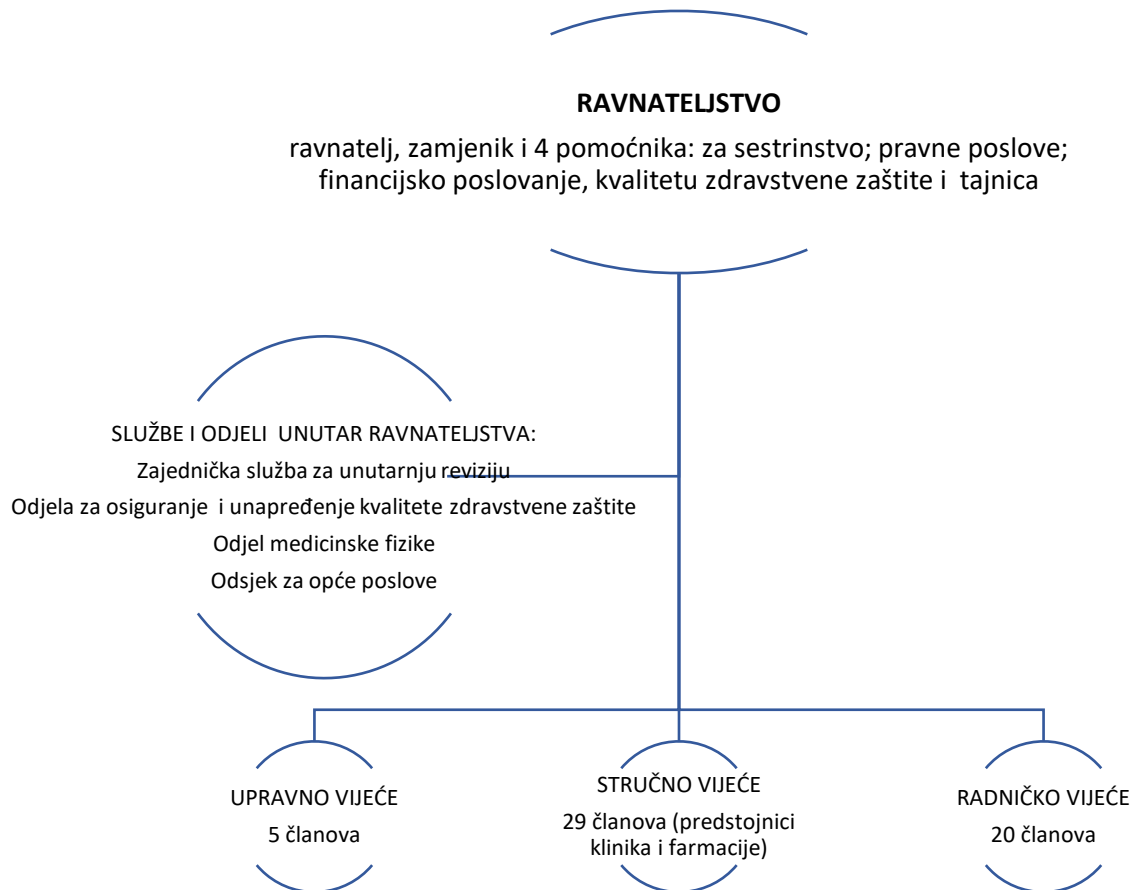 RAVNATELJSTVO
ravnatelj, zamjenik i 4 pomoćnika: za sestrinstvo; pravne poslove;
financijsko poslovanje, kvalitetu zdravstvene zaštite i tajnica
SLUŽBE I ODJELI UNUTAR RAVNATELJSTVA:
Zajednička služba za unutarnju reviziju
Odjela za osiguranje i unapređenje kvalitete zdravstvene zaštite
Odjel medicinske fizike
Odsjek za opće poslove
UPRAVNO VIJEĆE
5 članova
STRUČNO VIJEĆE
29 članova (predstojnici
klinika i farmacije)
RADNIČKO VIJEĆE
20 članova